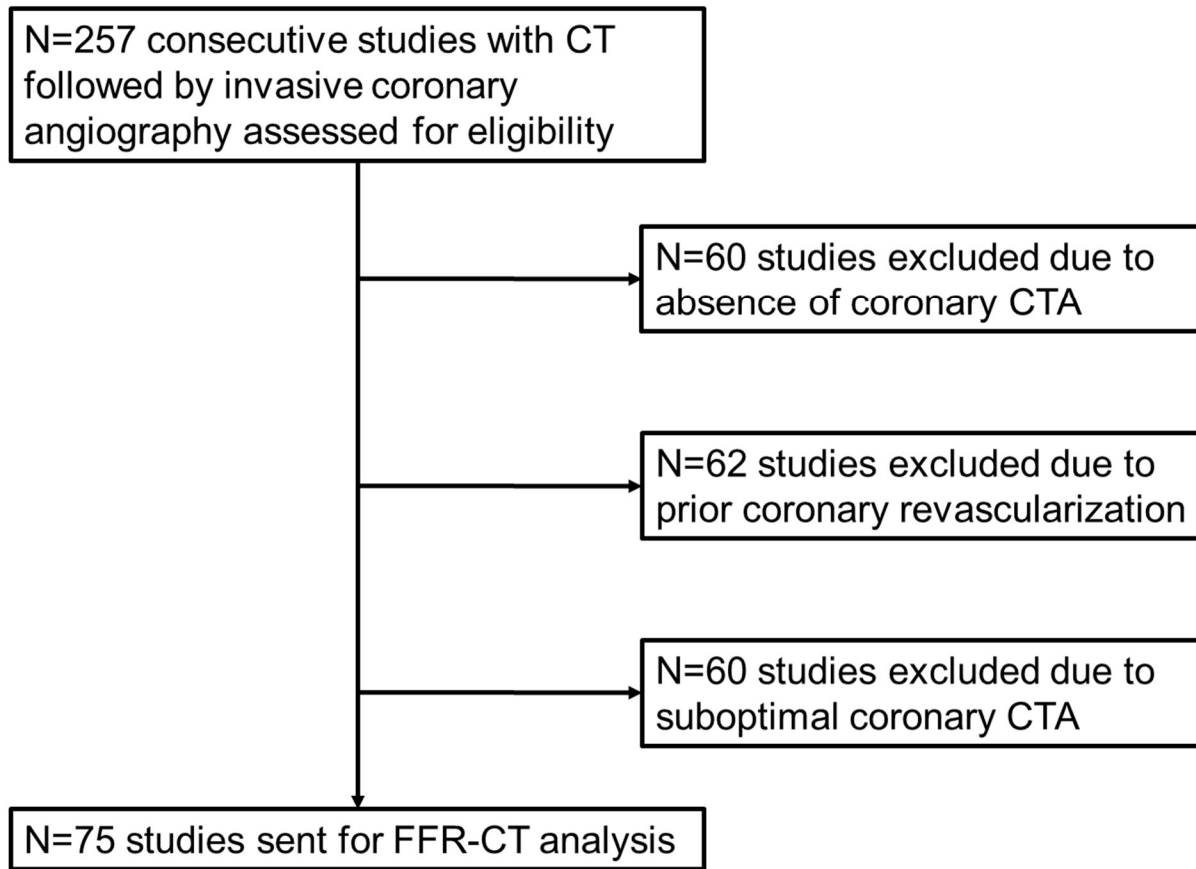 N=257 consecutive studies with CT
followed by invasive coronary
angiography assessed for eligibility
N=60 studies excluded due to
absence of coronary CTA
N=62 studies excluded due to
prior coronary revascularization
N=60 studies excluded due to
suboptimal coronary CTA
N=75 studies sent for FFR-CT analysis